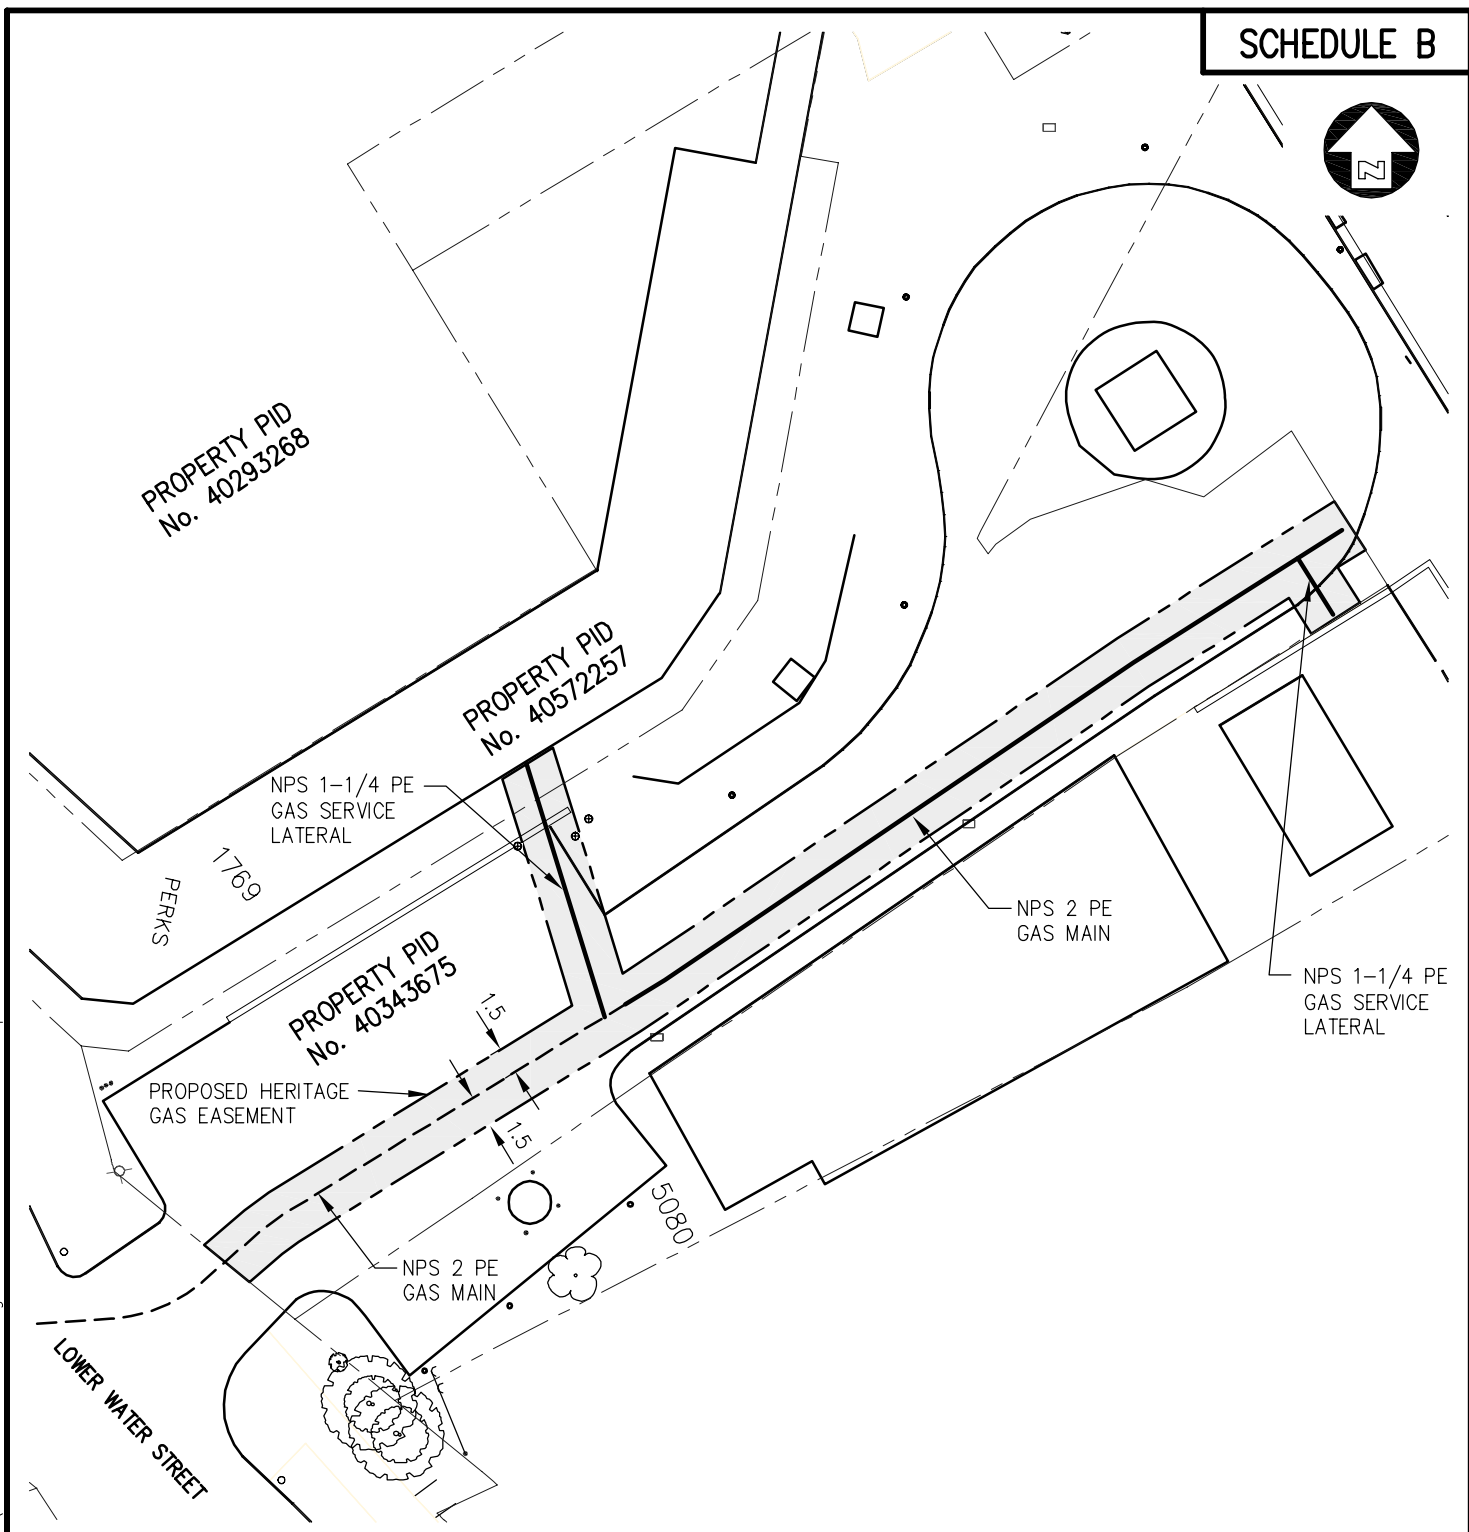 SCHEDULE B
N
PROPERTY PID
No. 40293268
PROPERTY PID
No. 40572257
NPS 1-1/4 PE
GAS SERVICE
LATERAL
1769
PERKS
PROPERTY PID
No. 40343675
1.5
NPS 2 PE
GAS MAIN
NPS 1-1/4 PE
GAS SERVICE
LATERAL
PROPOSED HERITAGE
GAS EASEMENT
1.5
5080
NPS 2 PE
GAS MAIN
LOWER WATER STREET